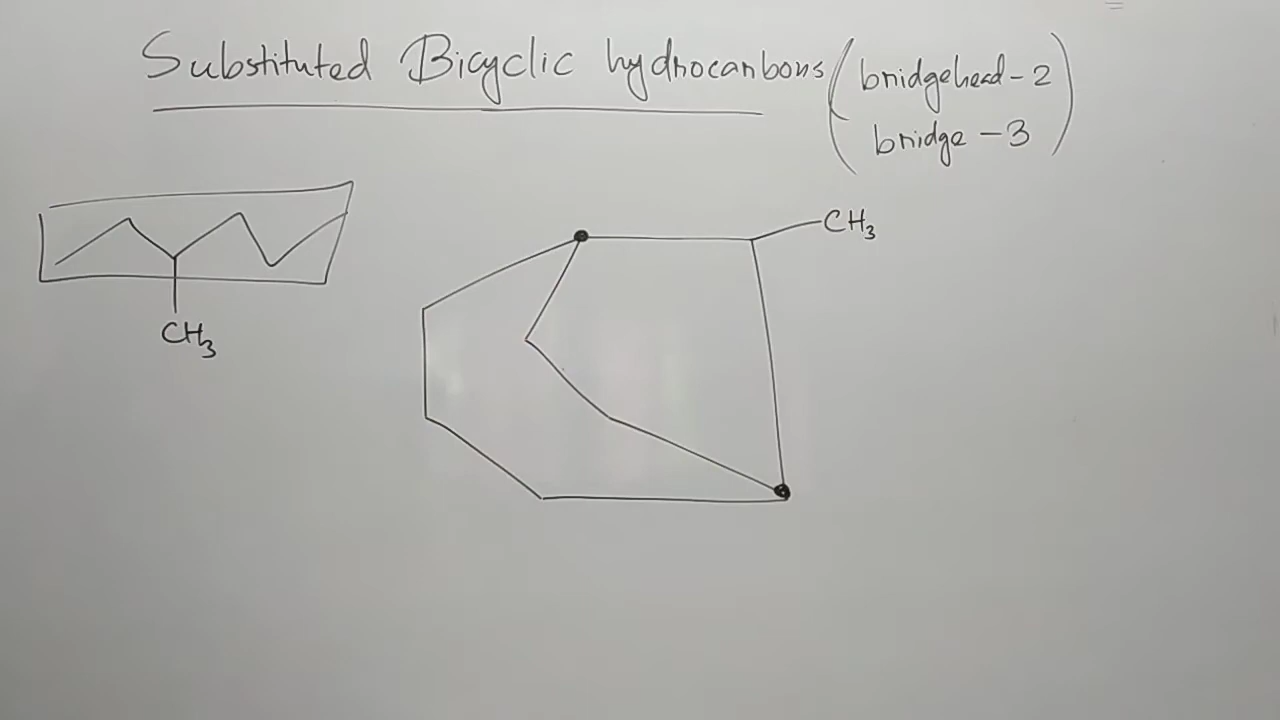 Substituted Bicyclic hydrocarbons (bridgehead - 2
bridge - 3)
CH3
CH3